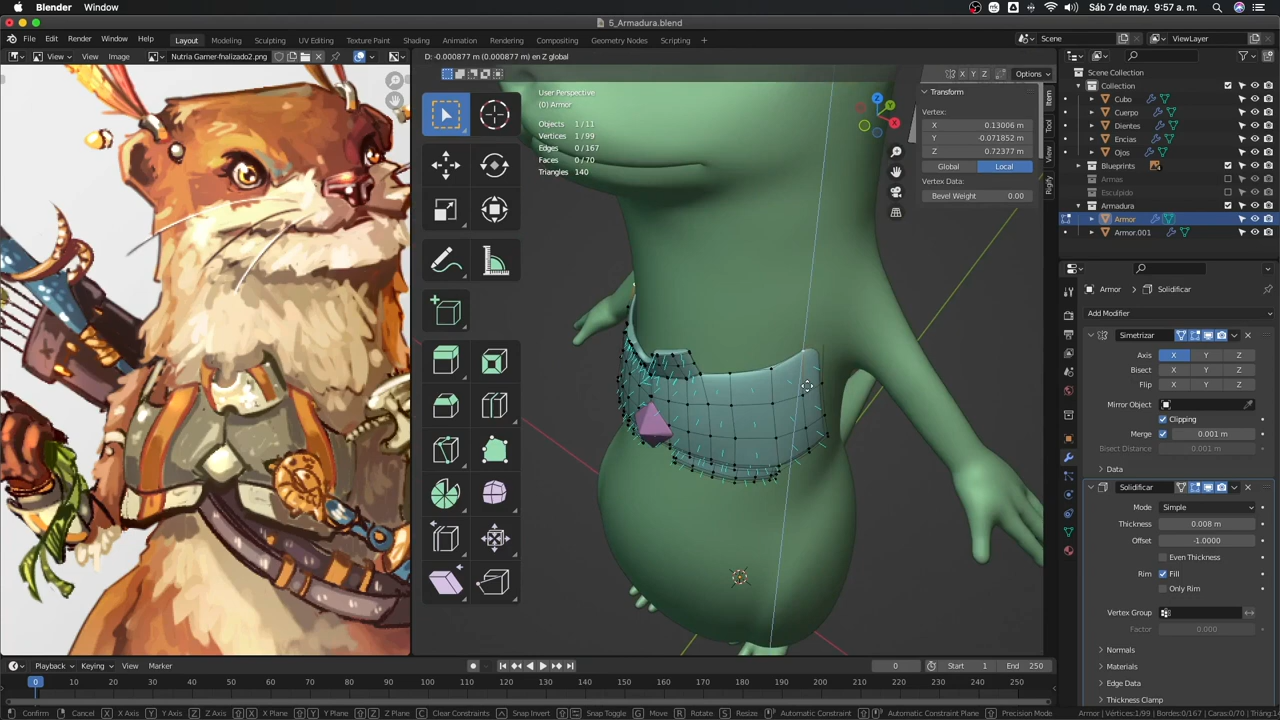 Blender Window Sáb 7 de may. 9:57 a. m.
5_Armadura.blend
File Edit Render Window Help Layout Modeling Sculpting UV Editing Texture Paint Shading Animation Rendering Compositing Geometry Nodes Scripting Scene ViewLayer
View View Image Nutria Gamer-fnalizado2.png D: -0.000877 m (0.000877 m) en Z global
X Y Z Options
User Perspective
(0) Armor
Objects 1/11
Vertices 1/99
Edges 0/167
Faces 0/70
Triangles 140
Transform
Vertex:
X 0.13006 m
Y -0.071852 m
Z 0.72377 m
Global Local
Vertex Data:
Bevel Weight 0.00
Item
Tool
View
Rigify
Z
Y
X
Scene Collection
Collection
Cubo
Cuerpo
Dientes
Encias
Ojos
Blueprints
Armas
Esculpido
Armadura
Armor
Armor.001
Armor Solidificar
Add Modifier
Simetrizar
Axis X Y Z
Bisect X Y Z
Flip X Y Z
Mirror Object
Clipping
Merge 0.001 m
Bisect Distance 0.001 m
Data
Solidificar
Mode Simple
Thickness 0.008 m
Offset -1.0000
Even Thickness
Rim Fill
Only Rim
Vertex Group
Factor 0.000
Normals
Materials
Edge Data
Thickness Clamp
Playback Keying View Marker 0 Start 1 End 250
0 10 20 30 40 50 60 70 80 90 100 110 120 130 140 150 160 170 180 190 200 210 220 230 240 250
Confirm Cancel X X Axis Y Y Axis Z Z Axis X X Plane Y Y Plane Z Z Plane C Clear Constraints Snap Invert Snap Toggle G Move R Rotate S Resize Automatic Constraint Automatic Constraint Plane Precision Mode